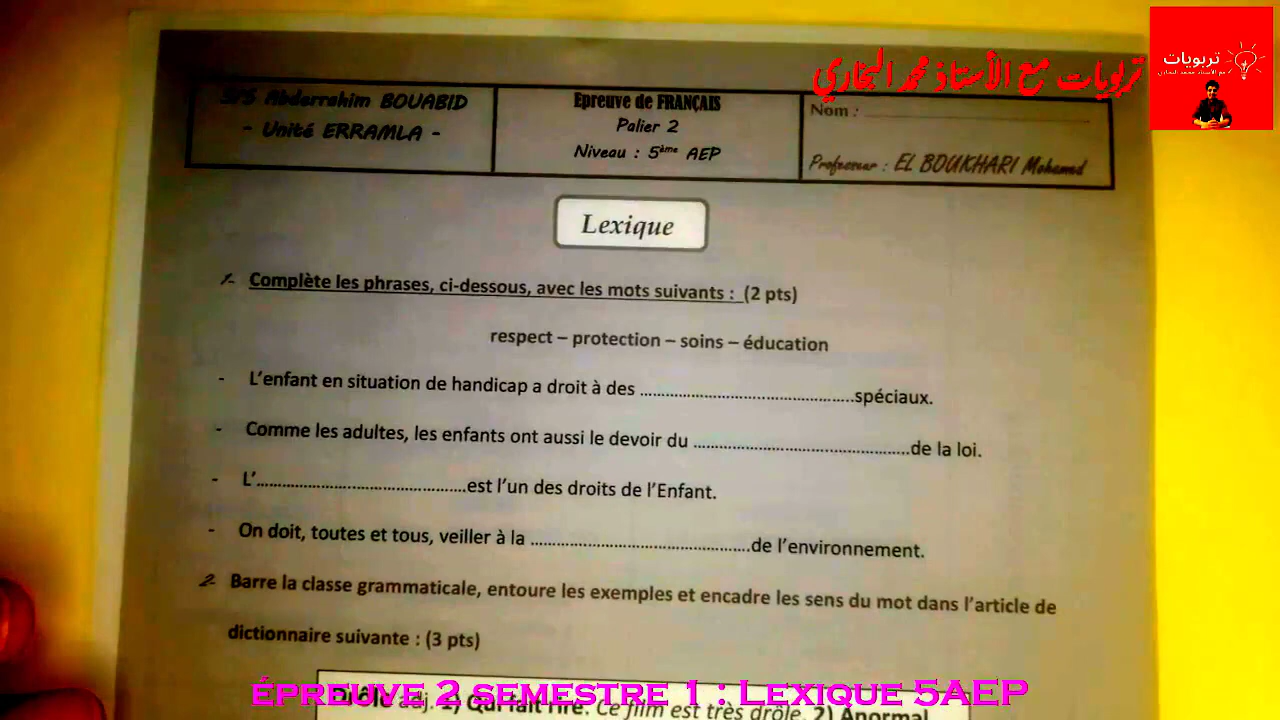 تربويات مع الأستاذ محمد البخاري
تربويات
مع الأستاذ محمد البخاري
Abderrahim BOUABID
- Unité ERRAMLA -
Epreuve de FRANÇAIS
Palier 2
Niveau : 5ème AEP
Nom :
Professeur : EL BOUKHARI Mohamed
Lexique
1- Complète les phrases, ci-dessous, avec les mots suivants : (2 pts)
respect – protection – soins – éducation
- L'enfant en situation de handicap a droit à des ................................................spéciaux.
- Comme les adultes, les enfants ont aussi le devoir du ................................................de la loi.
- L'................................................est l'un des droits de l'Enfant.
- On doit, toutes et tous, veiller à la ................................................de l'environnement.
2- Barre la classe grammaticale, entoure les exemples et encadre les sens du mot dans l'article de
dictionnaire suivante : (3 pts)
Drôle adj. 1) Qui fait rire. Ce film est très drôle. 2) Anormal
épreuve 2 semestre 1 : Lexique 5AEP